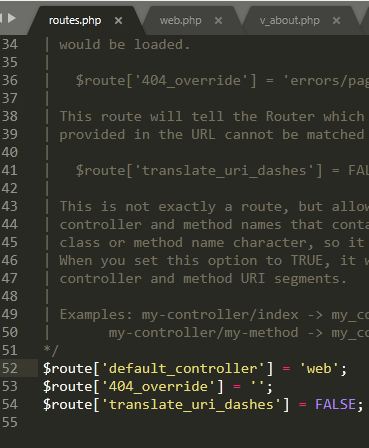 routes.php × web.php × v_about.php ×
34 | would be loaded.
35 |
36 | $route['404_override'] = 'errors/pag
37 |
38 | This route will tell the Router which
39 | provided in the URL cannot be matched
40 |
41 | $route['translate_uri_dashes'] = FAL
42 |
43 | This is not exactly a route, but allow
44 | controller and method names that conta
45 | class or method name character, so it
46 | When you set this option to TRUE, it w
47 | controller and method URI segments.
48 |
49 | Examples: my-controller/index -> my_co
50 | my-controller/my-method -> my_co
51 */
52 $route['default_controller'] = 'web';
53 $route['404_override'] = '';
54 $route['translate_uri_dashes'] = FALSE;
55